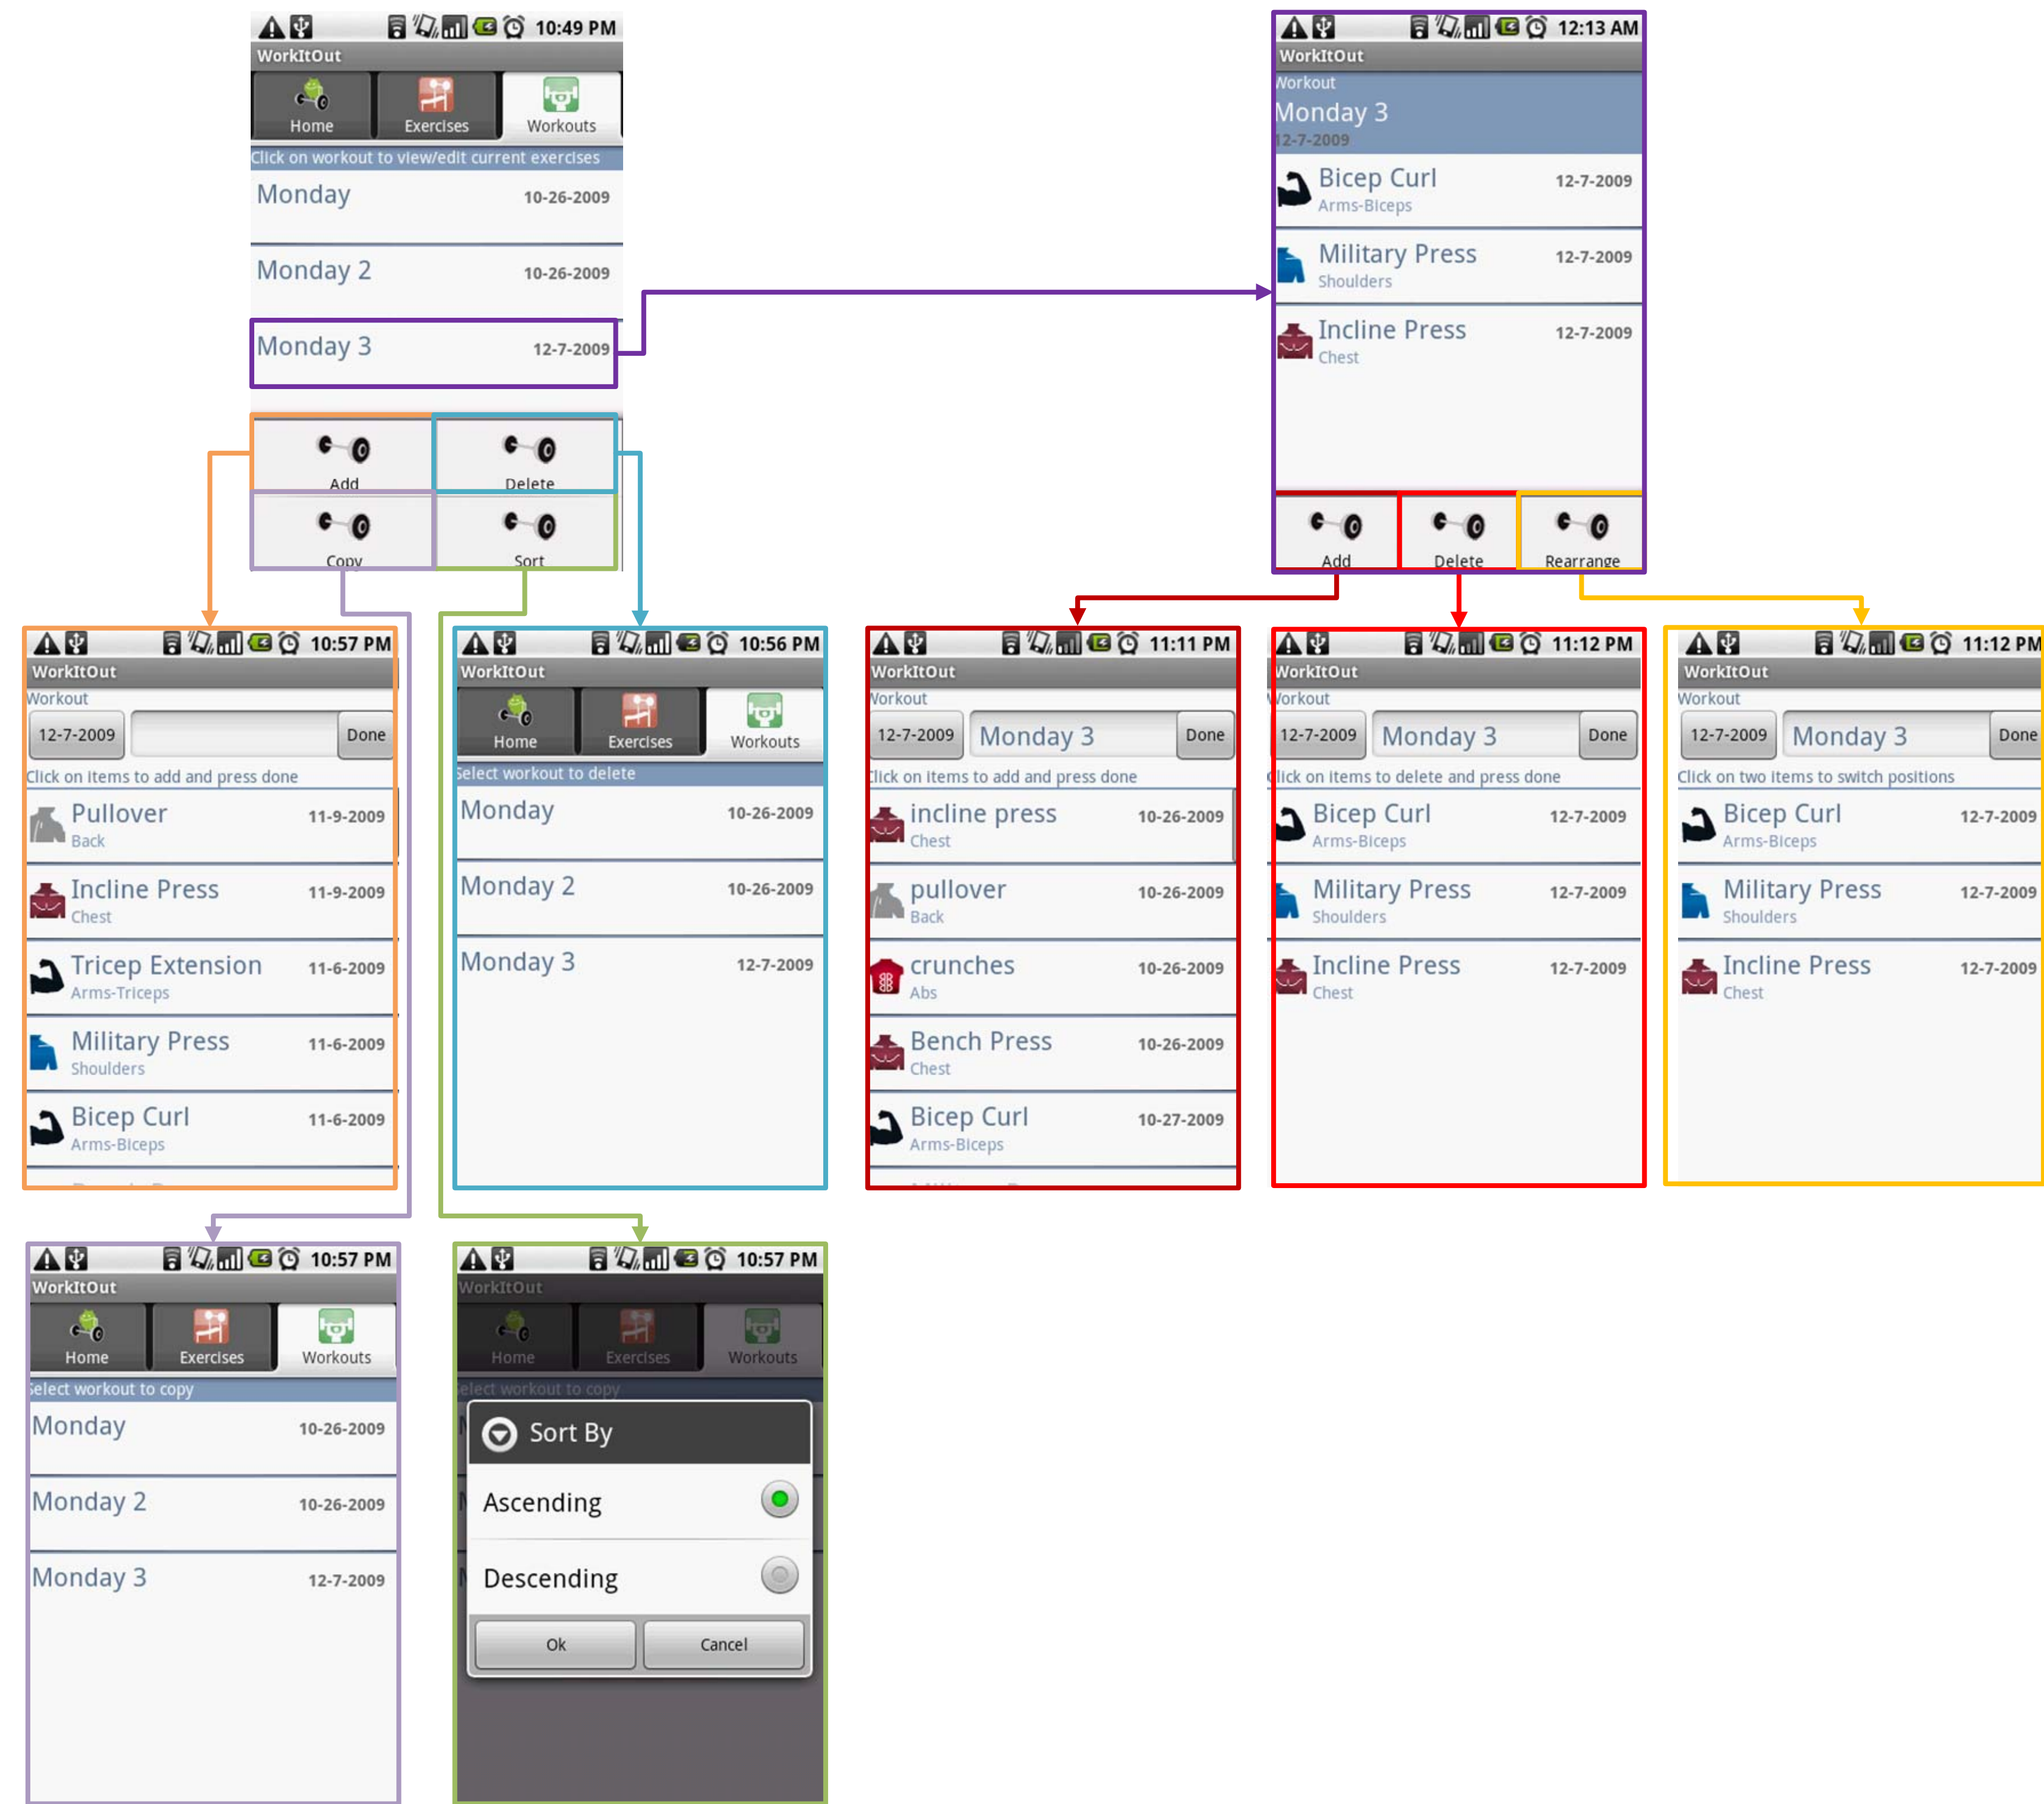 10:49 PM
WorkItOut
Home Exercises Workouts
Click on workout to view/edit current exercises
Monday 10-26-2009
Monday 2 10-26-2009
Monday 3 12-7-2009
Add Delete
Copy Sort
12:13 AM
WorkItOut
Workout
Monday 3
12-7-2009
Bicep Curl 12-7-2009
Arms-Biceps
Military Press 12-7-2009
Shoulders
Incline Press 12-7-2009
Chest
Add Delete Rearrange
10:57 PM
WorkItOut
Workout
12-7-2009 Done
Click on items to add and press done
Pullover 11-9-2009
Back
Incline Press 11-9-2009
Chest
Tricep Extension 11-6-2009
Arms-Triceps
Military Press 11-6-2009
Shoulders
Bicep Curl 11-6-2009
Arms-Biceps
10:56 PM
WorkItOut
Home Exercises Workouts
Select workout to delete
Monday 10-26-2009
Monday 2 10-26-2009
Monday 3 12-7-2009
11:11 PM
WorkItOut
Workout
12-7-2009 Monday 3 Done
Click on items to add and press done
incline press 10-26-2009
Chest
pullover 10-26-2009
Back
crunches 10-26-2009
Abs
Bench Press 10-26-2009
Chest
Bicep Curl 10-27-2009
Arms-Biceps
11:12 PM
WorkItOut
Workout
12-7-2009 Monday 3 Done
Click on items to delete and press done
Bicep Curl 12-7-2009
Arms-Biceps
Military Press 12-7-2009
Shoulders
Incline Press 12-7-2009
Chest
11:12 PM
WorkItOut
Workout
12-7-2009 Monday 3 Done
Click on two items to switch positions
Bicep Curl 12-7-2009
Arms-Biceps
Military Press 12-7-2009
Shoulders
Incline Press 12-7-2009
Chest
10:57 PM
WorkItOut
Home Exercises Workouts
Select workout to copy
Monday 10-26-2009
Monday 2 10-26-2009
Monday 3 12-7-2009
10:57 PM
WorkItOut
Home Exercises Workouts
Select workout to copy
Sort By
Ascending
Descending
Ok Cancel